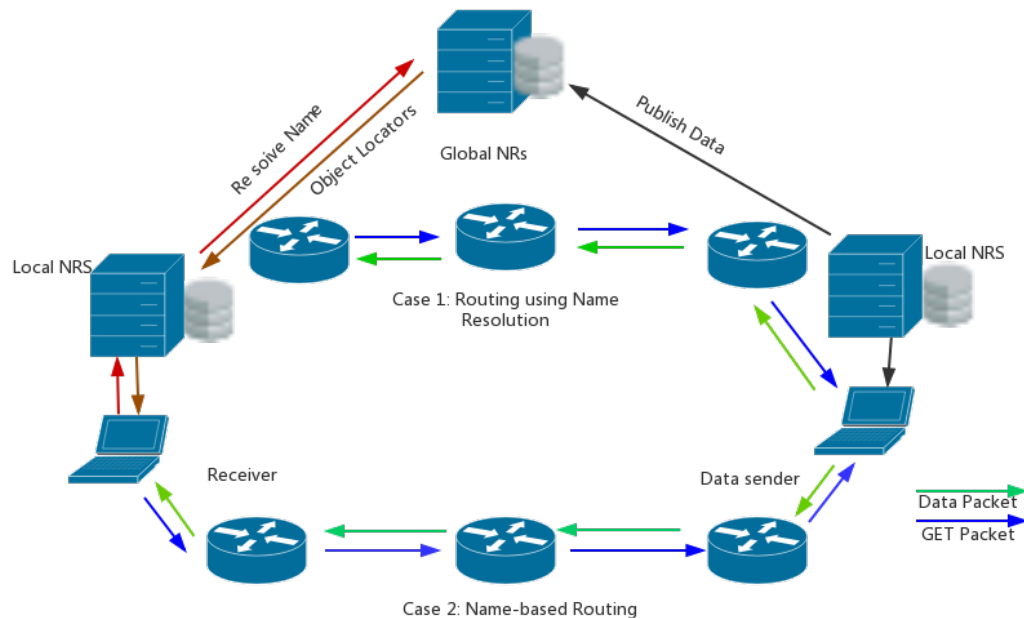 Re soive Name
Object Locators
Publish Data
Global NRs
Local NRS
Local NRS
Case 1: Routing using Name
Resolution
Receiver
Data sender
Data Packet
GET Packet
Case 2: Name-based Routing